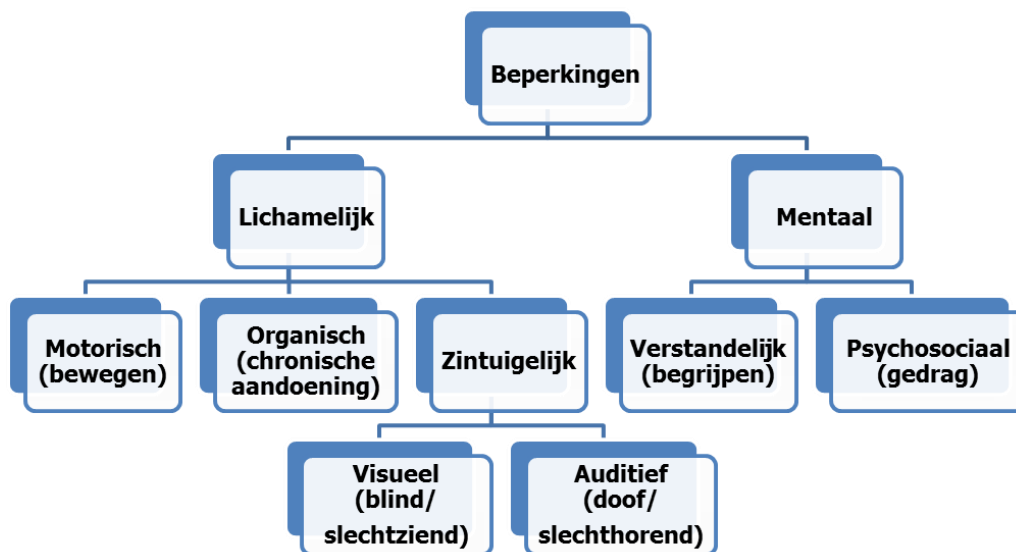 Beperkingen
Lichamelijk
Mentaal
Motorisch
(bewegen)
Organisch
(chronische
aandoening)
Zintuigelijk
Verstandelijk
(begrijpen)
Psychosociaal
(gedrag)
Visueel
(blind/
slechtziend)
Auditief
(doof/
slechthorend)